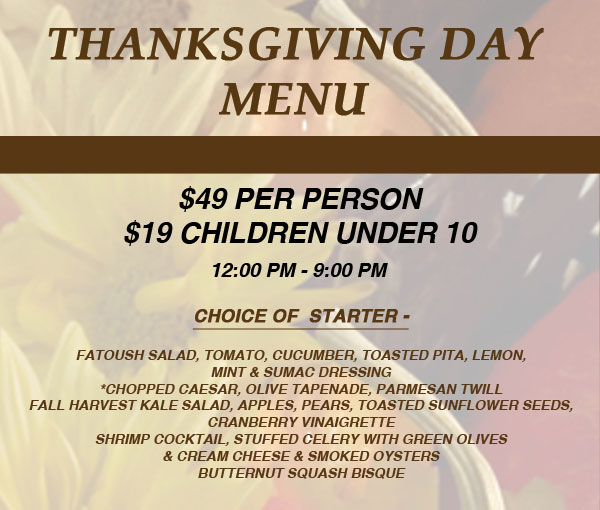 THANKSGIVING DAY
MENU
$49 PER PERSON
$19 CHILDREN UNDER 10
12:00 PM - 9:00 PM
CHOICE OF STARTER -
FATOUSH SALAD, TOMATO, CUCUMBER, TOASTED PITA, LEMON,
MINT & SUMAC DRESSING
*CHOPPED CAESAR, OLIVE TAPENADE, PARMESAN TWILL
FALL HARVEST KALE SALAD, APPLES, PEARS, TOASTED SUNFLOWER SEEDS,
CRANBERRY VINAIGRETTE
SHRIMP COCKTAIL, STUFFED CELERY WITH GREEN OLIVES
& CREAM CHEESE & SMOKED OYSTERS
BUTTERNUT SQUASH BISQUE